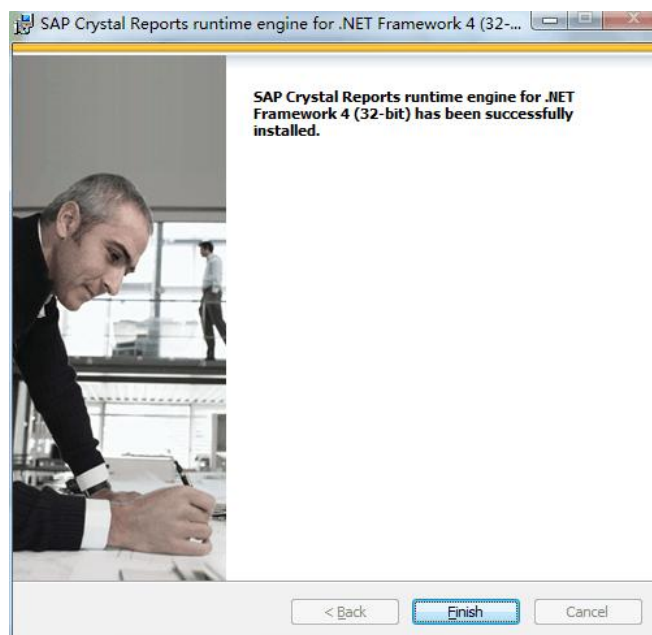 SAP Crystal Reports runtime engine for .NET Framework 4 (32-...
SAP Crystal Reports runtime engine for .NET
Framework 4 (32-bit) has been successfully
installed.
< Back
Finish
Cancel